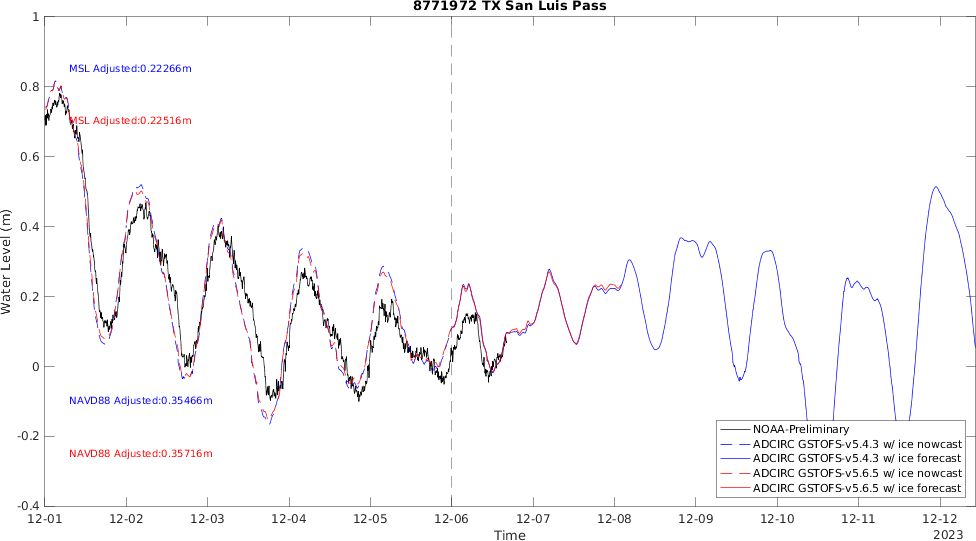 8771972 TX San Luis Pass
1
0.8
0.6
0.4
0.2
0
-0.2
-0.4
Water Level (m)
MSL Adjusted:0.22266m
MSL Adjusted:0.22516m
NAVD88 Adjusted:0.35466m
NAVD88 Adjusted:0.35716m
NOAA-Preliminary
ADCIRC GSTOFS-v5.4.3 w/ ice nowcast
ADCIRC GSTOFS-v5.4.3 w/ ice forecast
ADCIRC GSTOFS-v5.6.5 w/ ice nowcast
ADCIRC GSTOFS-v5.6.5 w/ ice forecast
12-01 12-02 12-03 12-04 12-05 12-06 12-07 12-08 12-09 12-10 12-11 12-12
Time
2023